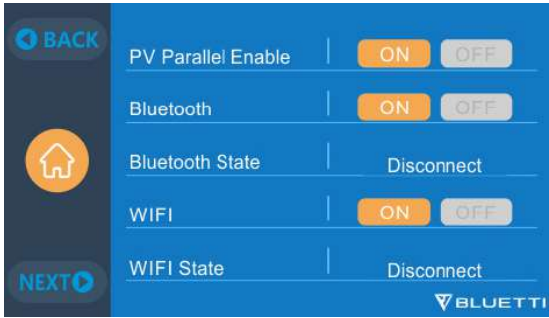 BACK
PV Parallel Enable ON OFF
Bluetooth ON OFF
Bluetooth State Disconnect
WIFI ON OFF
WIFI State Disconnect
NEXT
BLUETTI